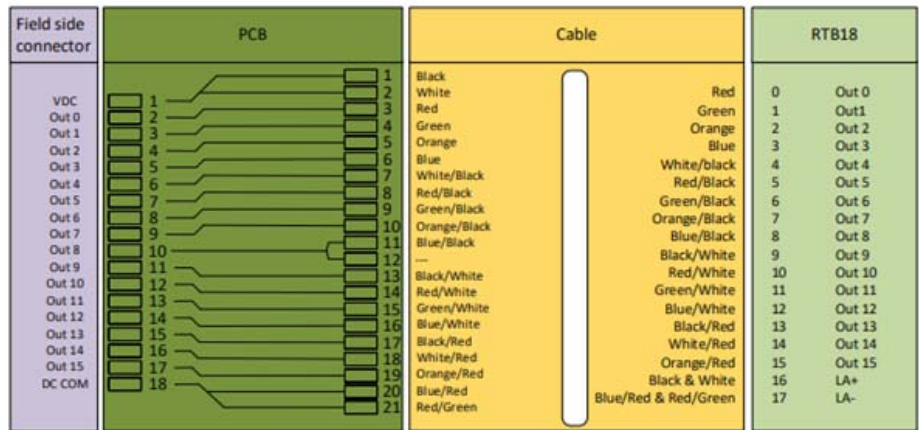 Field side
connector
PCB
Cable
RTB18
VDC
Out 0
Out 1
Out 2
Out 3
Out 4
Out 5
Out 6
Out 7
Out 8
Out 9
Out 10
Out 11
Out 12
Out 13
Out 14
Out 15
DC COM
1
2
3
4
5
6
7
8
9
10
11
12
13
14
15
16
17
18
1
2
3
4
5
6
7
8
9
10
11
12
13
14
15
16
17
18
19
20
21
Black
White
Red
Green
Orange
Blue
White/Black
Red/Black
Green/Black
Orange/Black
Blue/Black
---
Black/White
Red/White
Green/White
Blue/White
Black/Red
White/Red
Orange/Red
Blue/Red
Red/Green
Red
Green
Orange
Blue
White/black
Red/Black
Green/Black
Orange/Black
Blue/Black
Black/White
Red/White
Green/White
Blue/White
Black/Red
White/Red
Orange/Red
Black & White
Blue/Red & Red/Green
0 Out 0
1 Out1
2 Out 2
3 Out 3
4 Out 4
5 Out 5
6 Out 6
7 Out 7
8 Out 8
9 Out 9
10 Out 10
11 Out 11
12 Out 12
13 Out 13
14 Out 14
15 Out 15
16 LA+
17 LA-